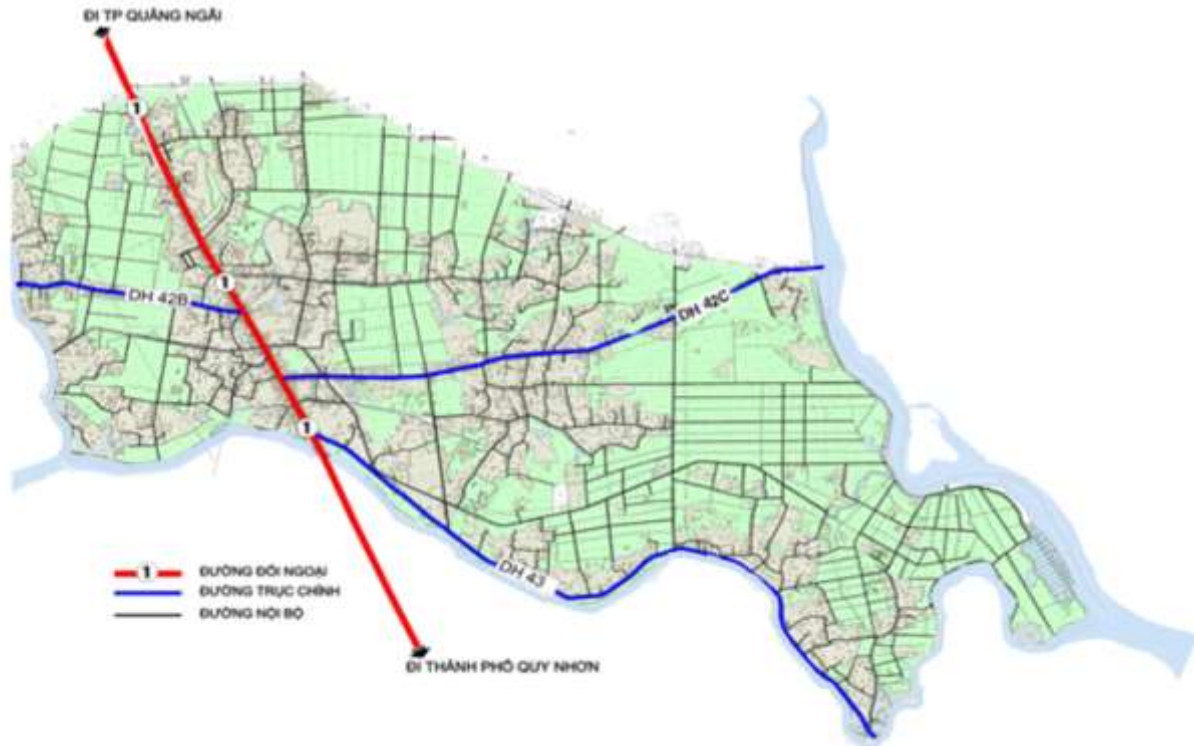 ĐI TP QUẢNG NGÃI
1
1
DH 42B
DH 42C
1
DH 43
1 ĐƯỜNG ĐỐI NGOẠI
ĐƯỜNG TRỤC CHÍNH
ĐƯỜNG NỘI BỘ
ĐI THÀNH PHỐ QUY NHƠN